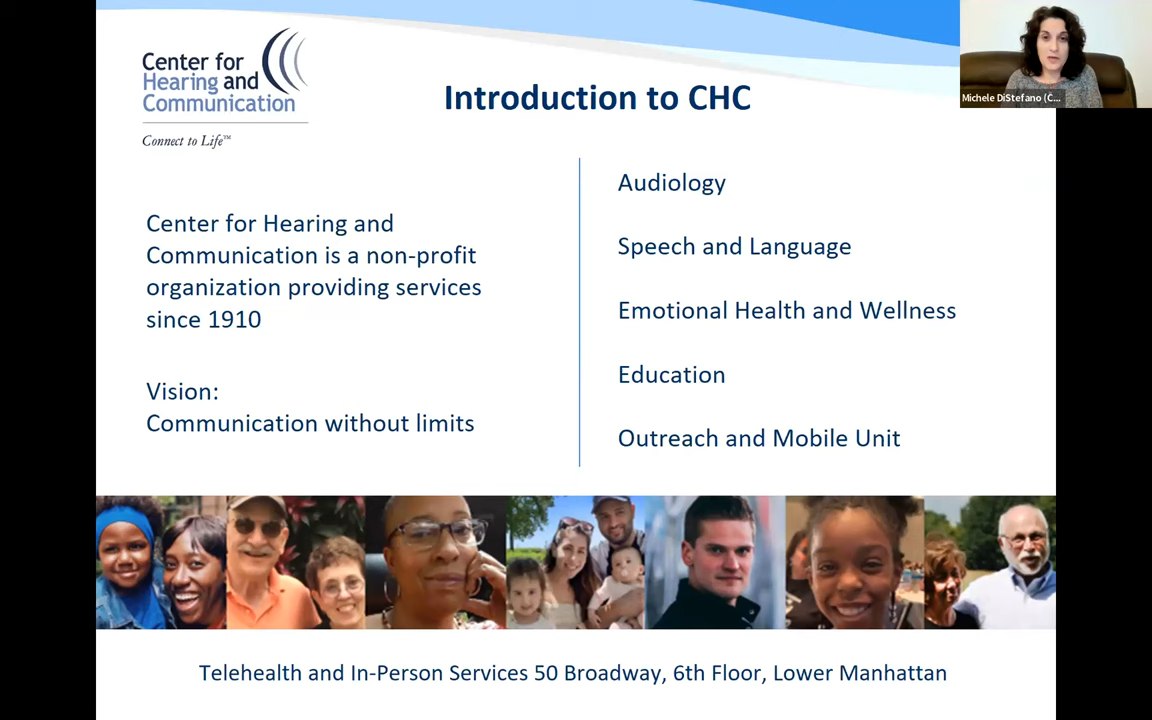 Center for
Hearing and
Communication
Connect to Life™
Introduction to CHC
Michele DiStefano (C...
Center for Hearing and
Communication is a non-profit
organization providing services
since 1910
Vision:
Communication without limits
Audiology
Speech and Language
Emotional Health and Wellness
Education
Outreach and Mobile Unit
Telehealth and In-Person Services 50 Broadway, 6th Floor, Lower Manhattan